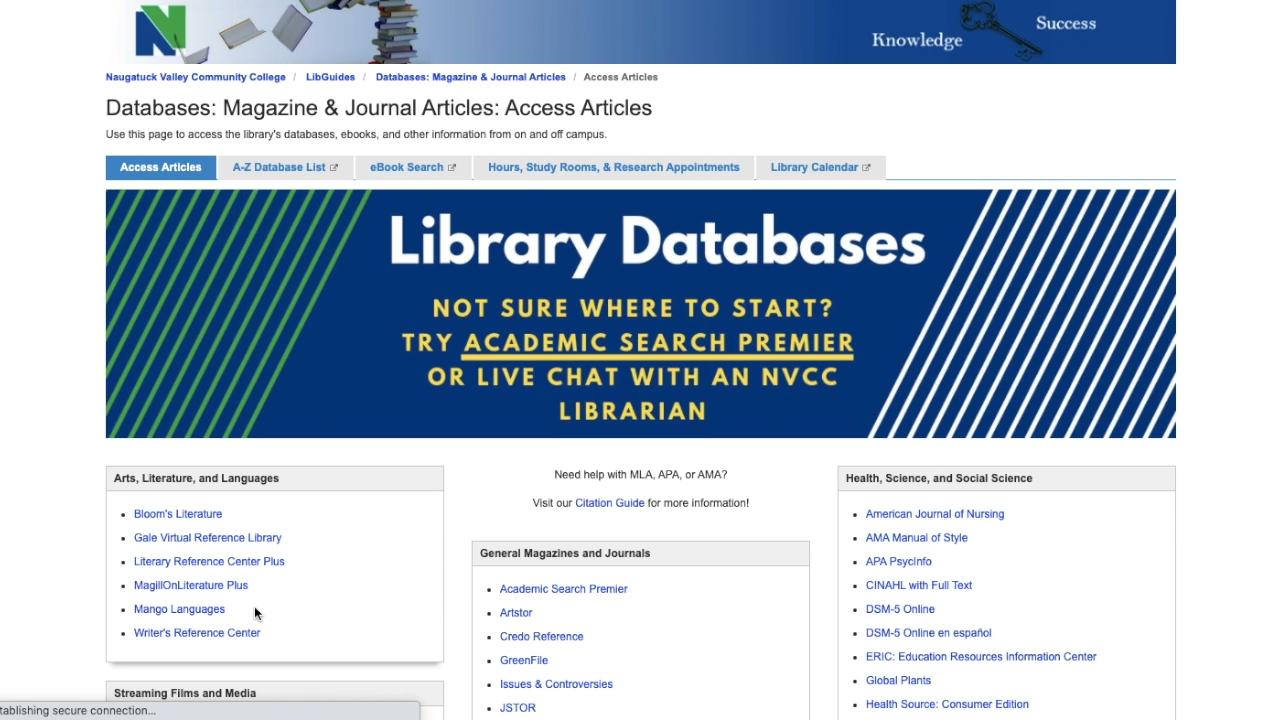 N
Knowledge
Success
Naugatuck Valley Community College / LibGuides / Databases: Magazine & Journal Articles / Access Articles
Databases: Magazine & Journal Articles: Access Articles
Use this page to access the library's databases, ebooks, and other information from on and off campus.
Access Articles
A-Z Database List
eBook Search
Hours, Study Rooms, & Research Appointments
Library Calendar
Library Databases
NOT SURE WHERE TO START?
TRY ACADEMIC SEARCH PREMIER
OR LIVE CHAT WITH AN NVCC
LIBRARIAN
Arts, Literature, and Languages
Bloom's Literature
Gale Virtual Reference Library
Literary Reference Center Plus
MagillOnLiterature Plus
Mango Languages
Writer's Reference Center
Streaming Films and Media
Need help with MLA, APA, or AMA?
Visit our Citation Guide for more information!
General Magazines and Journals
Academic Search Premier
Artstor
Credo Reference
GreenFile
Issues & Controversies
JSTOR
Health, Science, and Social Science
American Journal of Nursing
AMA Manual of Style
APA PsycInfo
CINAHL with Full Text
DSM-5 Online
DSM-5 Online en español
ERIC: Education Resources Information Center
Global Plants
Health Source: Consumer Edition
tablishing secure connection...